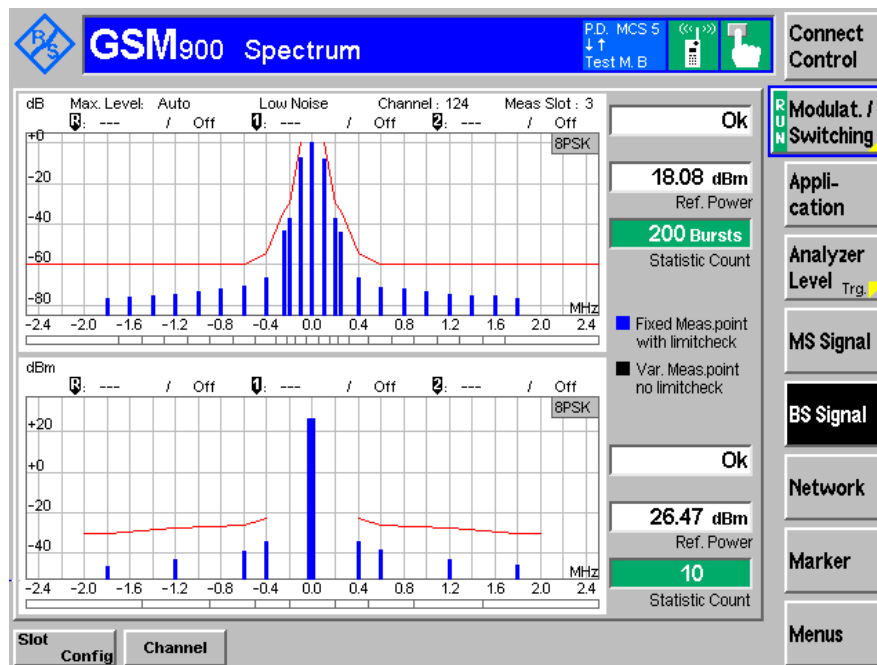 R/S
GSM900 Spectrum
P.D. MCS 5
↓↑
Test M. B
Connect
Control
dB Max. Level: Auto Low Noise Channel : 124 Meas Slot : 3
R: --- / Off 1: --- / Off 2: --- / Off
8PSK
+0
-20
-40
-60
-80
MHz
-2.4 -2.0 -1.6 -1.2 -0.8 -0.4 0.0 0.4 0.8 1.2 1.6 2.0 2.4
Ok
18.08 dBm
Ref. Power
200 Bursts
Statistic Count
Fixed Meas.point
with limitcheck
Var. Meas.point
no limitcheck
dBm
R: --- / Off 1: --- / Off 2: --- / Off
8PSK
+20
+0
-20
-40
MHz
-2.4 -2.0 -1.6 -1.2 -0.8 -0.4 0.0 0.4 0.8 1.2 1.6 2.0 2.4
Ok
26.47 dBm
Ref. Power
10
Statistic Count
RUN
Modulat. /
Switching
Appli-
cation
Analyzer
Level Trg.
MS Signal
BS Signal
Network
Marker
Menus
Slot
Config
Channel